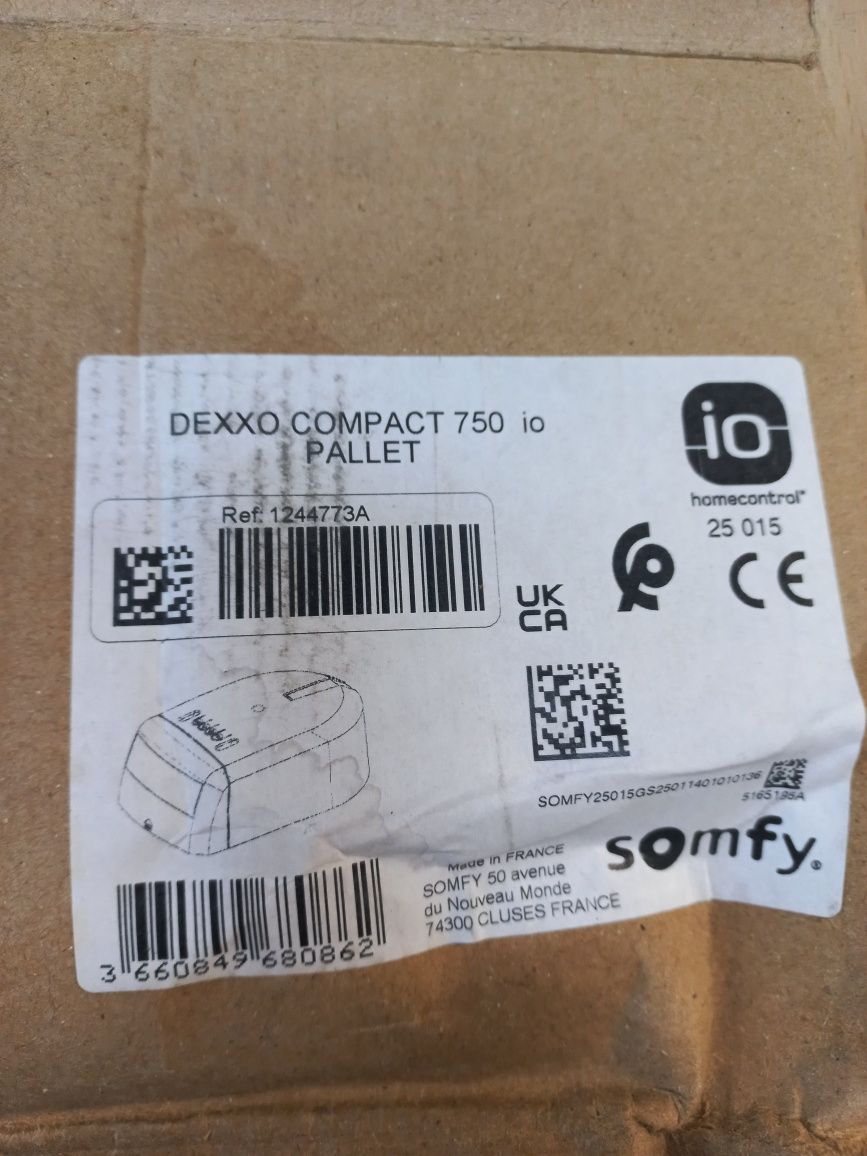 DEXXO COMPACT 750 io
PALLET
io
homecontrol®
25 015
Ref. 1244773A
UK
CA
CE
SOMFY25015GS25011401010136
5165195A
somfy®
Made in FRANCE
SOMFY 50 avenue
du Nouveau Monde
74300 CLUSES FRANCE
3 660849 680862